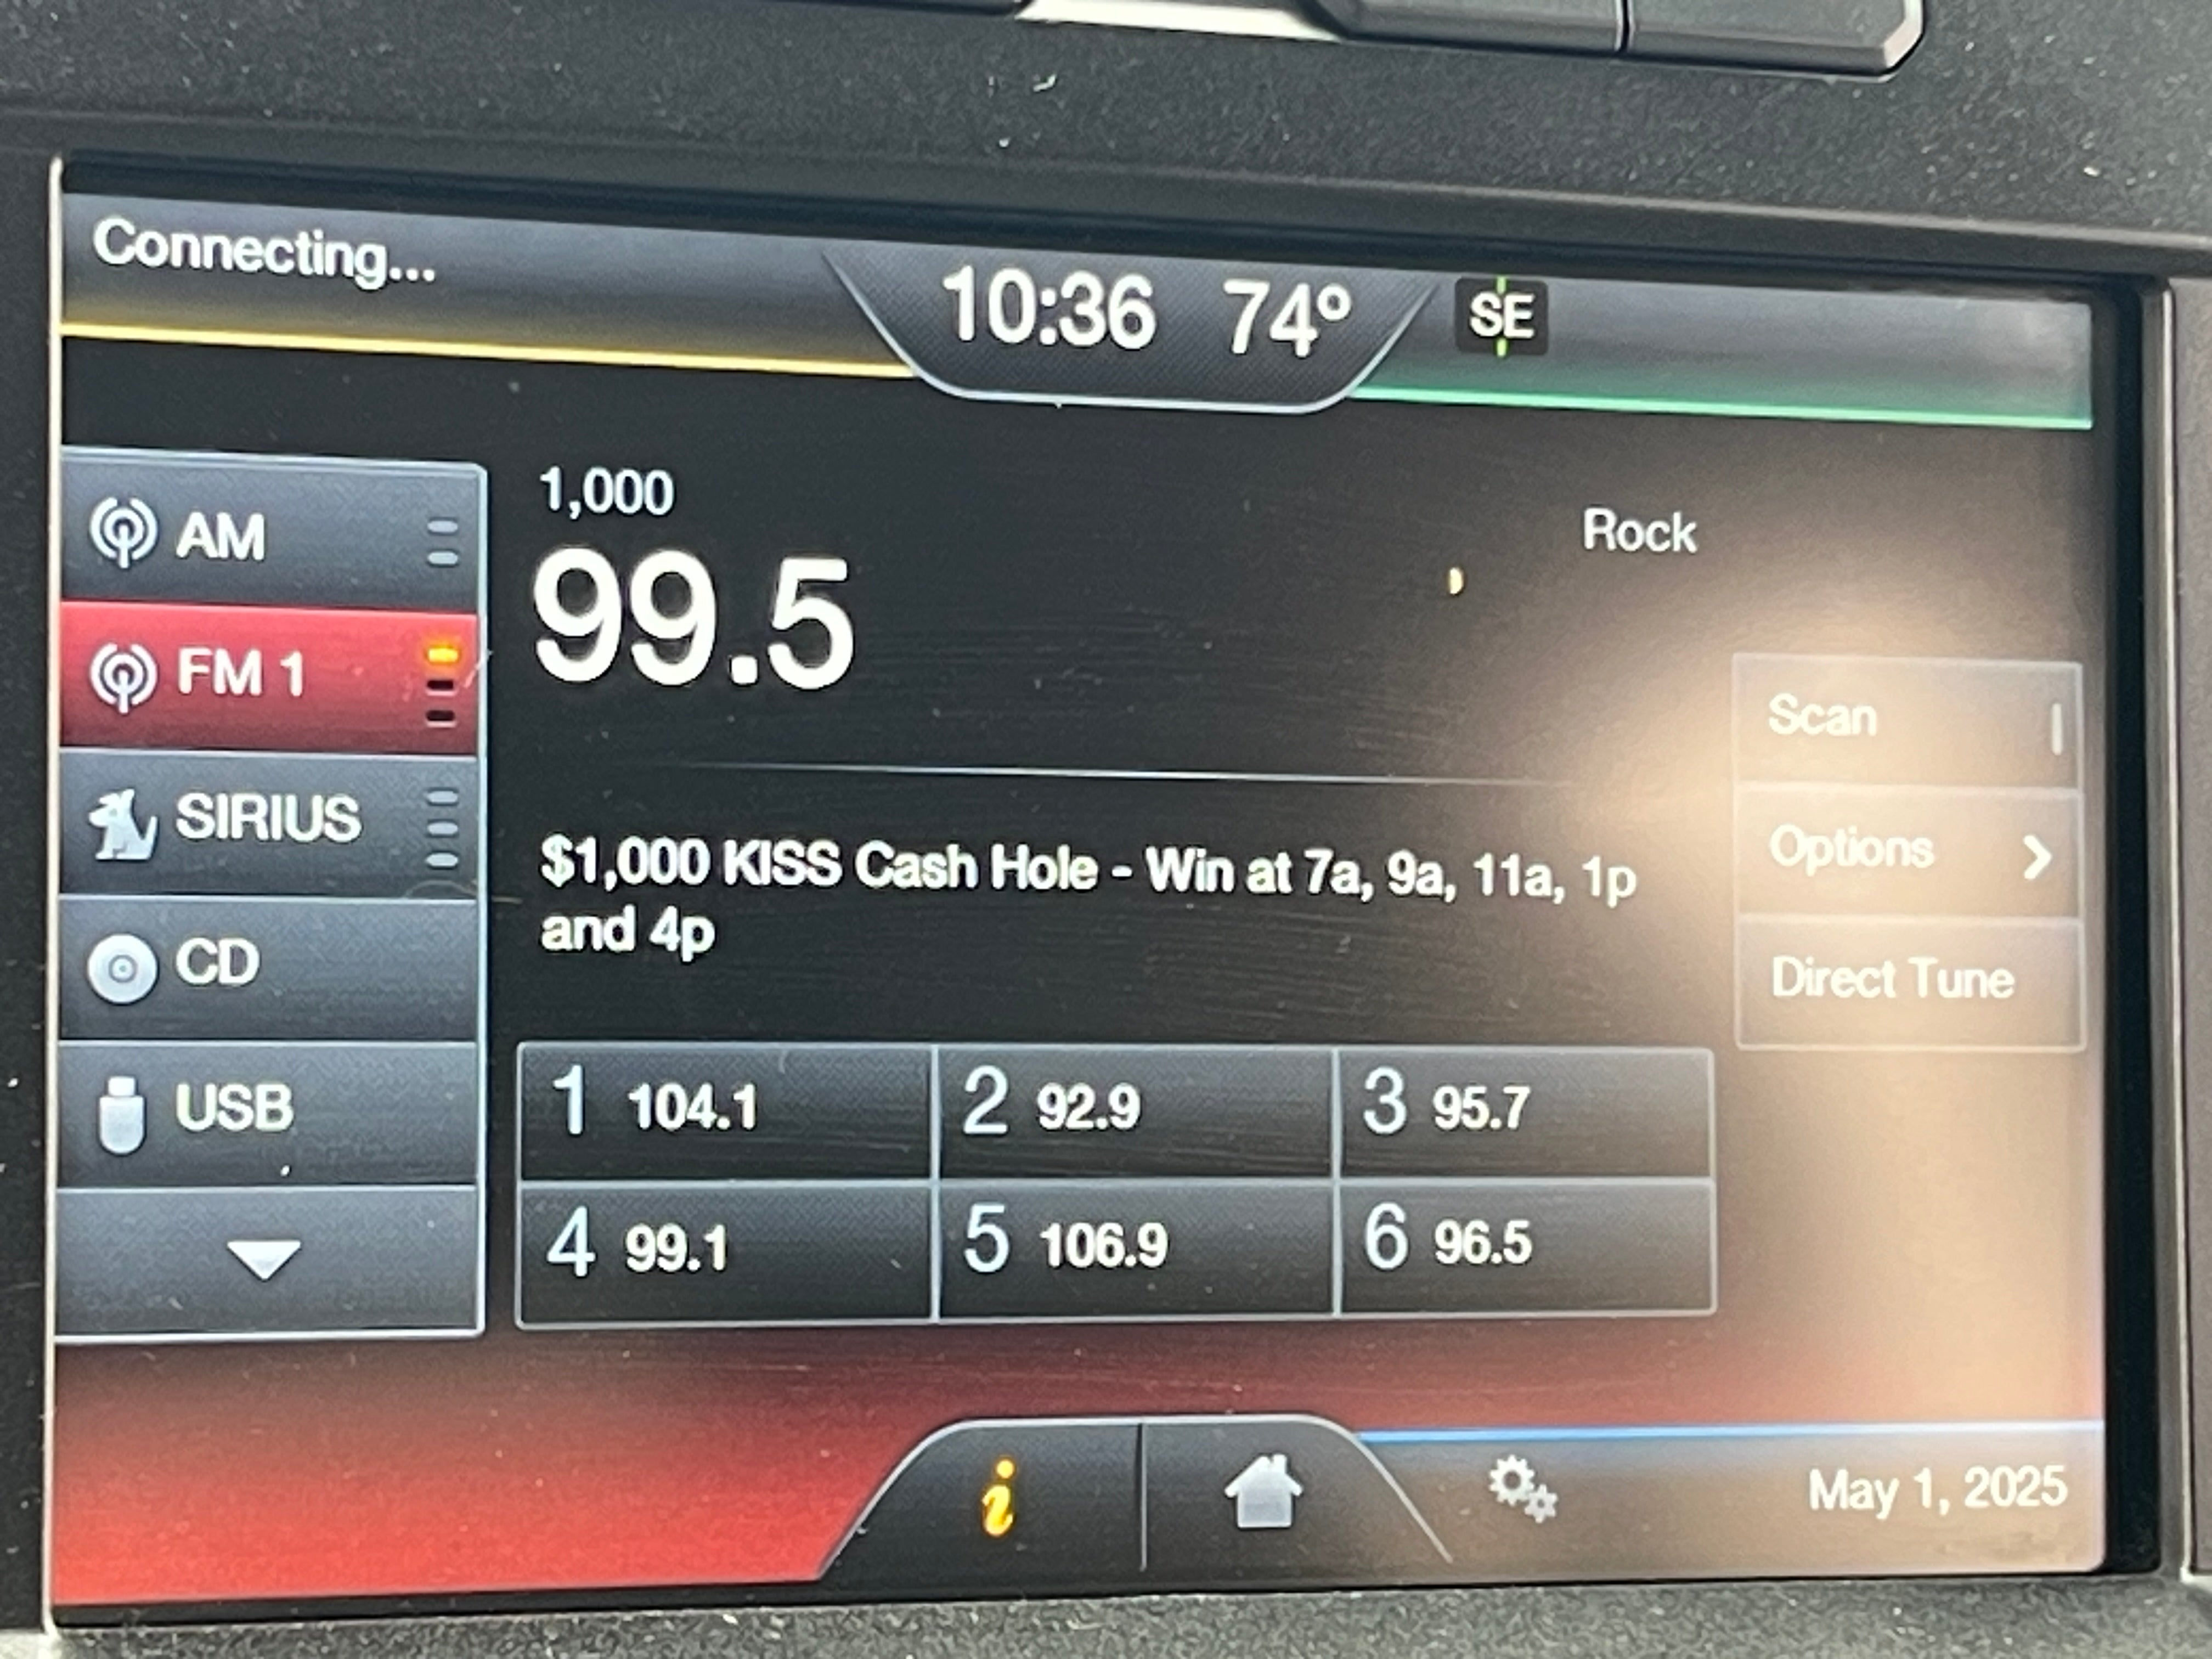 Connecting...
10:36 74° SE
1,000
Rock
99.5
AM
FM 1
SIRIUS
CD
USB
Scan
Options
Direct Tune
$1,000 KISS Cash Hole - Win at 7a, 9a, 11a, 1p
and 4p
1 104.1 2 92.9 3 95.7
4 99.1 5 106.9 6 96.5
i
May 1, 2025